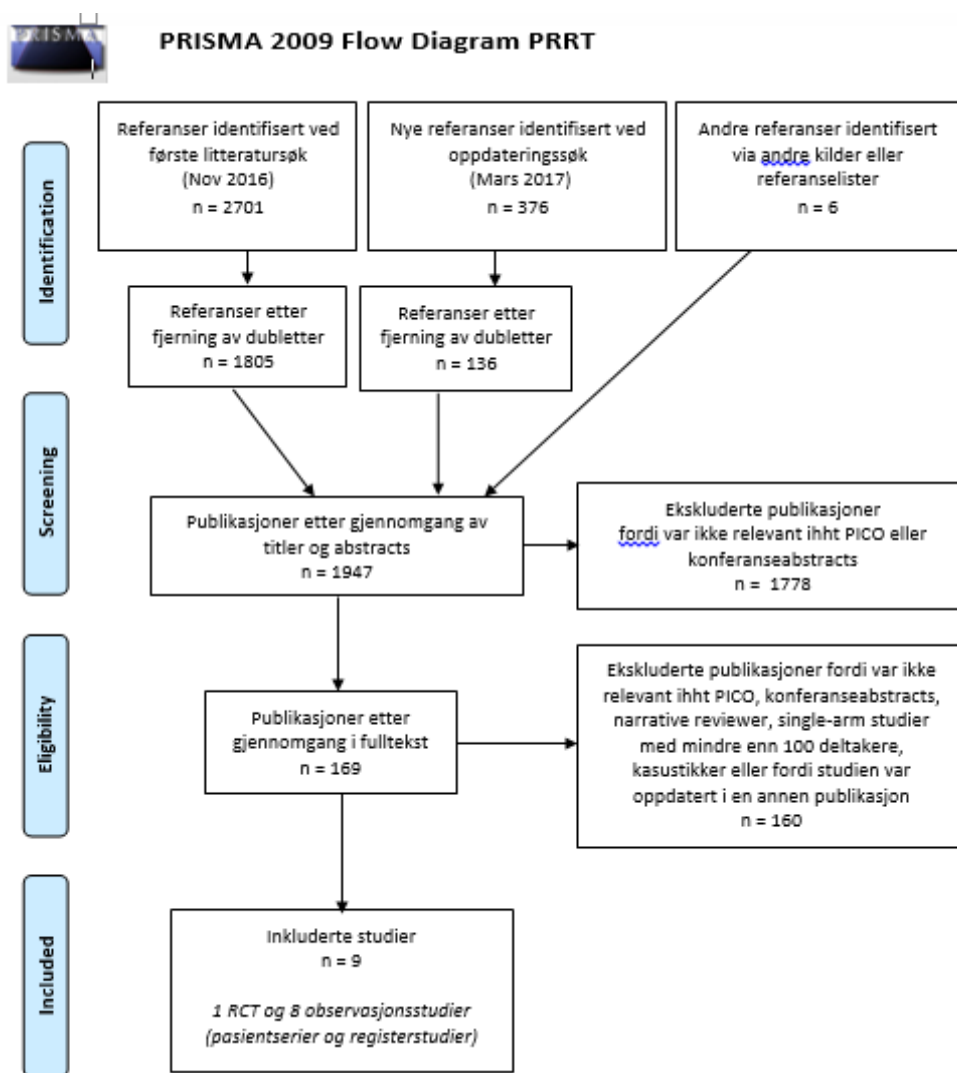 PRISMA
PRISMA 2009 Flow Diagram PRRT
Identification
Referanser identifisert ved
første litteratursøk
(Nov 2016)
n = 2701
Nye referanser identifisert ved
oppdateringssøk
(Mars 2017)
n = 376
Andre referanser identifisert
via andre kilder eller
referanselister
n = 6
Referanser etter
fjerning av dubletter
n = 1805
Referanser etter
fjerning av dubletter
n = 136
Screening
Publikasjoner etter gjennomgang av
titler og abstracts
n = 1947
Ekskluderte publikasjoner
fordi var ikke relevant ihht PICO eller
konferanseabstracts
n = 1778
Eligibility
Publikasjoner etter
gjennomgang i fulltekst
n = 169
Ekskluderte publikasjoner fordi var ikke
relevant ihht PICO, konferanseabstracts,
narrative reviewer, single-arm studier
med mindre enn 100 deltakere,
kasustikker eller fordi studien var
oppdatert i en annen publikasjon
n = 160
Included
Inkluderte studier
n = 9
1 RCT og 8 observasjonsstudier
(pasientserier og registerstudier)